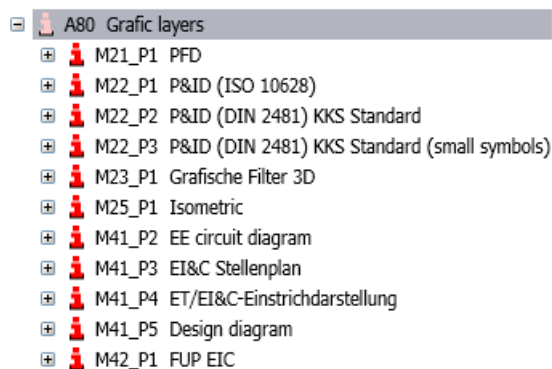 A80 Grafic layers
M21_P1 PFD
M22_P1 P&ID (ISO 10628)
M22_P2 P&ID (DIN 2481) KKS Standard
M22_P3 P&ID (DIN 2481) KKS Standard (small symbols)
M23_P1 Grafische Filter 3D
M25_P1 Isometric
M41_P2 EE circuit diagram
M41_P3 EI&C Stellenplan
M41_P4 ET/EI&C-Einstrichdarstellung
M41_P5 Design diagram
M42_P1 FUP EIC